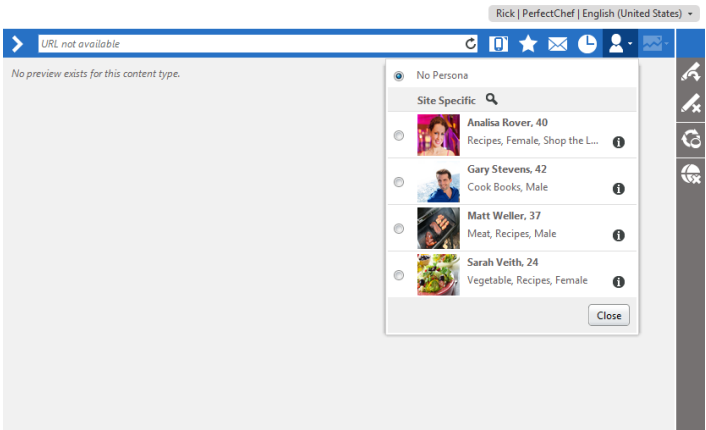 Rick | PerfectChef | English (United States)
URL not available
No preview exists for this content type.
No Persona
Site Specific
Analisa Rover, 40
Recipes, Female, Shop the L...
Gary Stevens, 42
Cook Books, Male
Matt Weller, 37
Meat, Recipes, Male
Sarah Veith, 24
Vegetable, Recipes, Female
Close